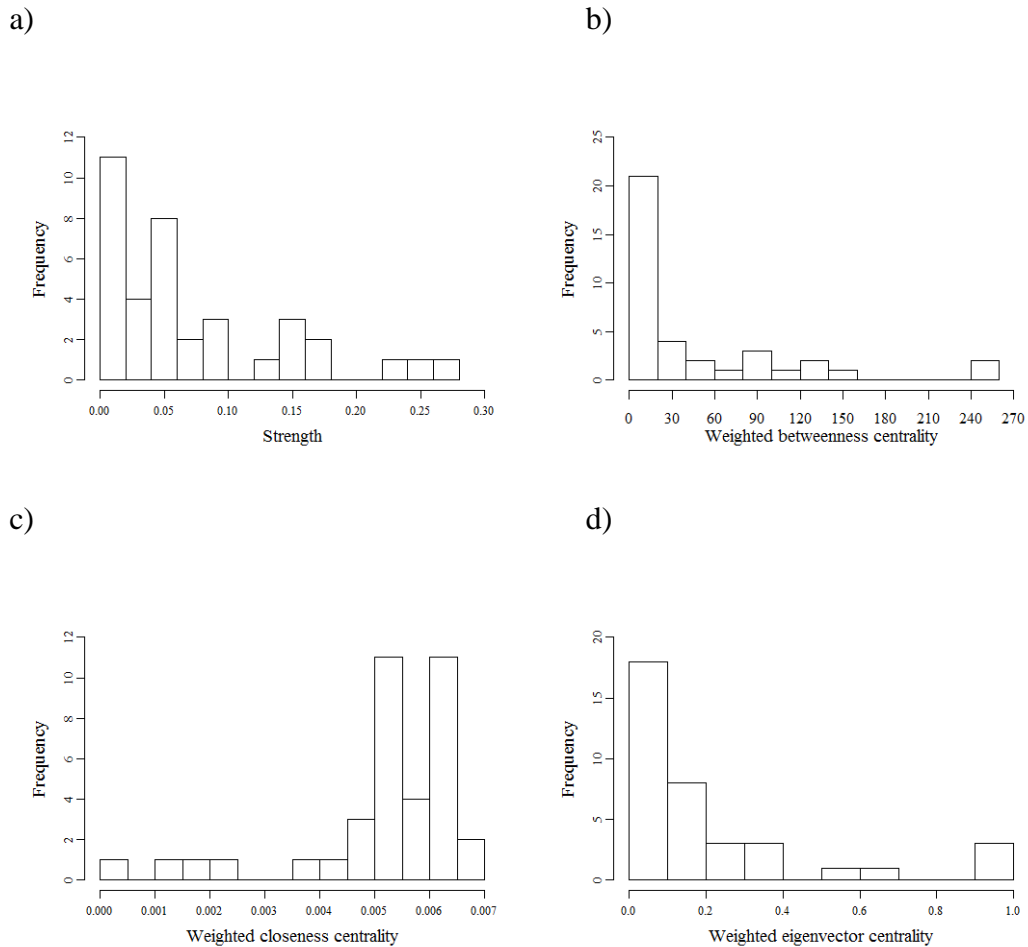 a)
12
10
8
6
4
2
0
Frequency
0.00 0.05 0.10 0.15 0.20 0.25 0.30
Strength
b)
25
20
15
10
5
0
Frequency
0 30 60 90 120 150 180 210 240 270
Weighted betweenness centrality
c)
12
10
8
6
4
2
0
Frequency
0.000 0.001 0.002 0.003 0.004 0.005 0.006 0.007
Weighted closeness centrality
d)
20
15
10
5
0
Frequency
0.0 0.2 0.4 0.6 0.8 1.0
Weighted eigenvector centrality